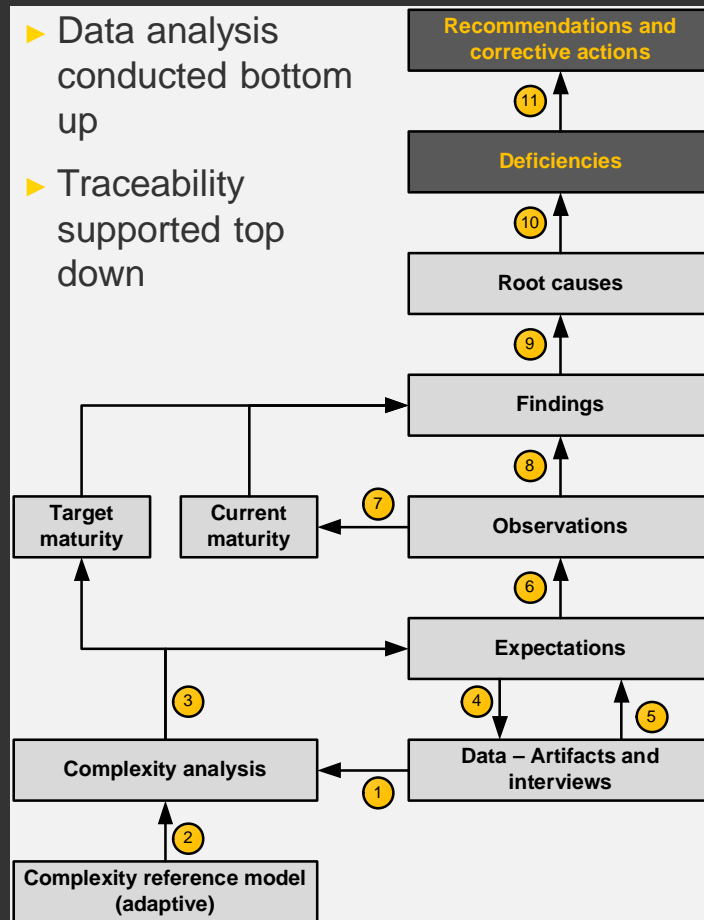 Data analysis
conducted bottom
up
Traceability
supported top
down
Recommendations and
corrective actions
11
Deficiencies
10
Root causes
9
Findings
8
Target
maturity
Current
maturity
7
Observations
6
Expectations
3
4
5
Complexity analysis
1
Data – Artifacts and
interviews
2
Complexity reference model
(adaptive)